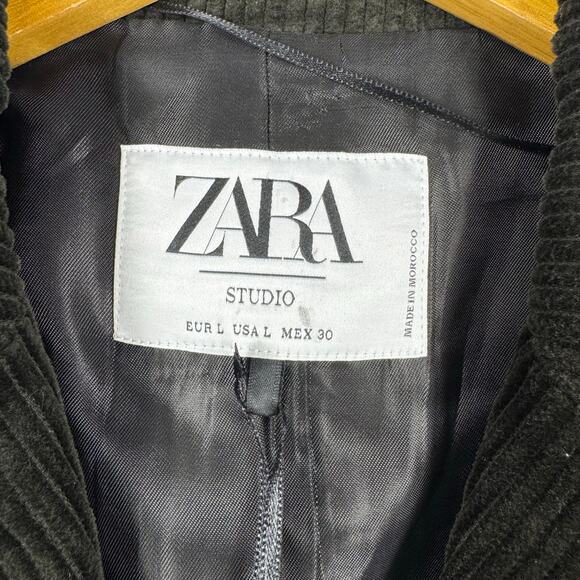 ZARA
STUDIO
EUR L USA L MEX 30
MADE IN MOROCCO